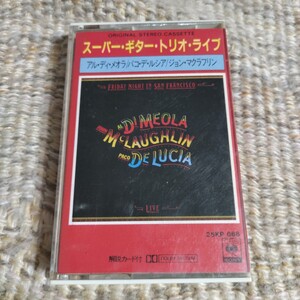 ORIGINAL STEREO CASSETTE
スーパー・ギター・トリオ・ライブ
アル・ディ・メオラ/パコ・デ・ルシア/ジョン・マクラフリン
FRIDAY NIGHT IN SAN FRANCISCO
AL DI MEOLA
JOHN McLAUGHLIN
PACO DE LUCIA
LIVE
25KP